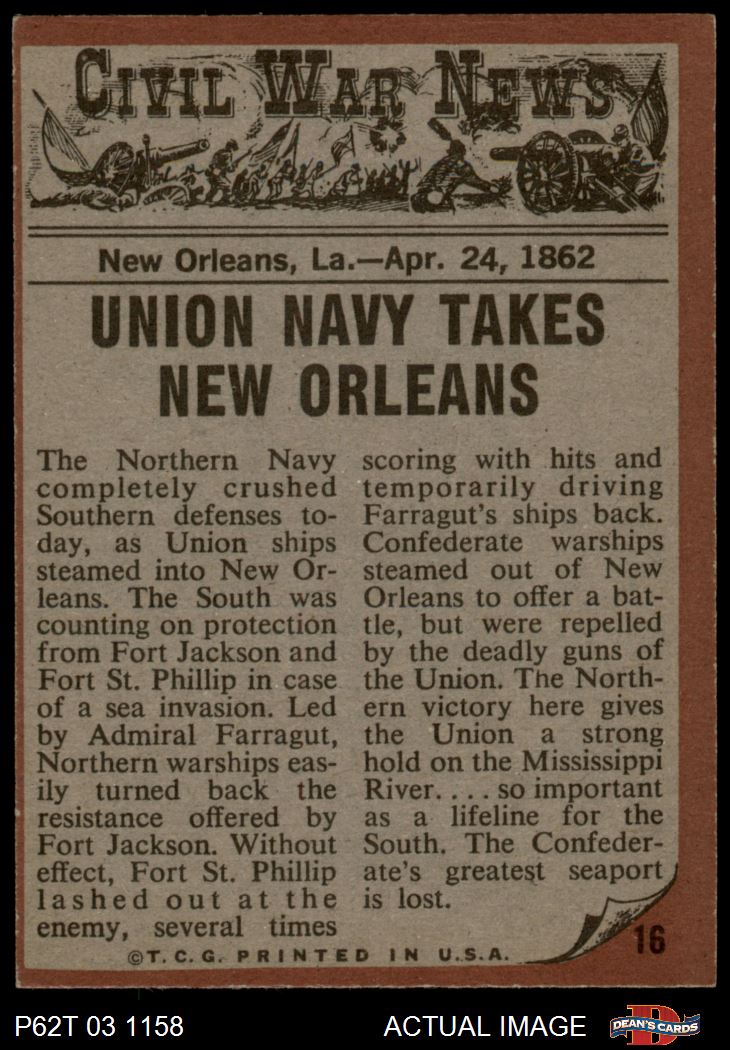 CIVIL WAR NEWS
New Orleans, La.—Apr. 24, 1862
UNION NAVY TAKES
NEW ORLEANS
The Northern Navy
completely crushed
Southern defenses to-
day, as Union ships
steamed into New Or-
leans. The South was
counting on protection
from Fort Jackson and
Fort St. Phillip in case
of a sea invasion. Led
by Admiral Farragut,
Northern warships eas-
ily turned back the
resistance offered by
Fort Jackson. Without
effect, Fort St. Phillip
lashed out at the
enemy, several times
scoring with hits and
temporarily driving
Farragut's ships back.
Confederate warships
steamed out of New
Orleans to offer a bat-
tle, but were repelled
by the deadly guns of
the Union. The North-
ern victory here gives
the Union a strong
hold on the Mississippi
River.... so important
as a lifeline for the
South. The Confeder-
ate's greatest seaport
is lost.
16
©T.C.G. PRINTED IN U.S.A.
P62T 03 1158
ACTUAL IMAGE
D
DEAN'S CARDS